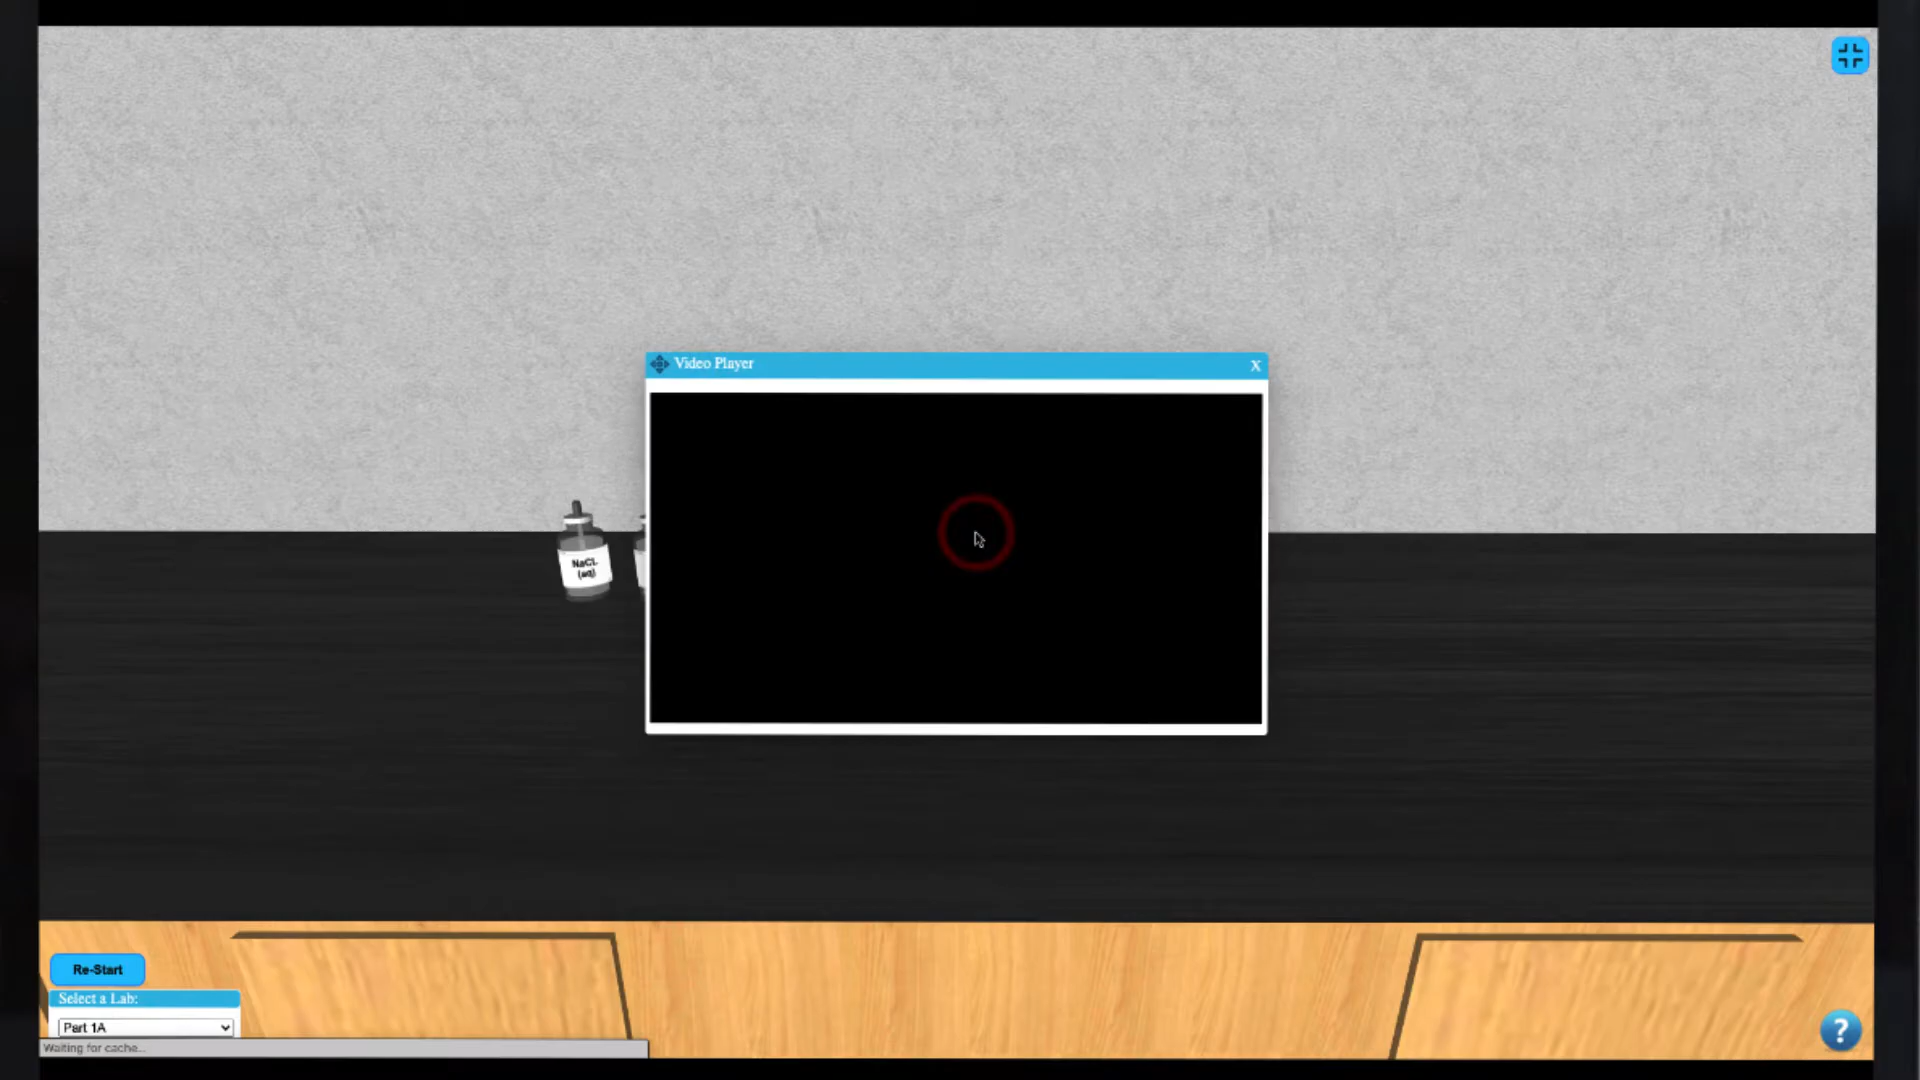 Video Player
X
NaCL
(aq)
Re-Start
Select a Lab:
Part 1A
Waiting for cache...
?